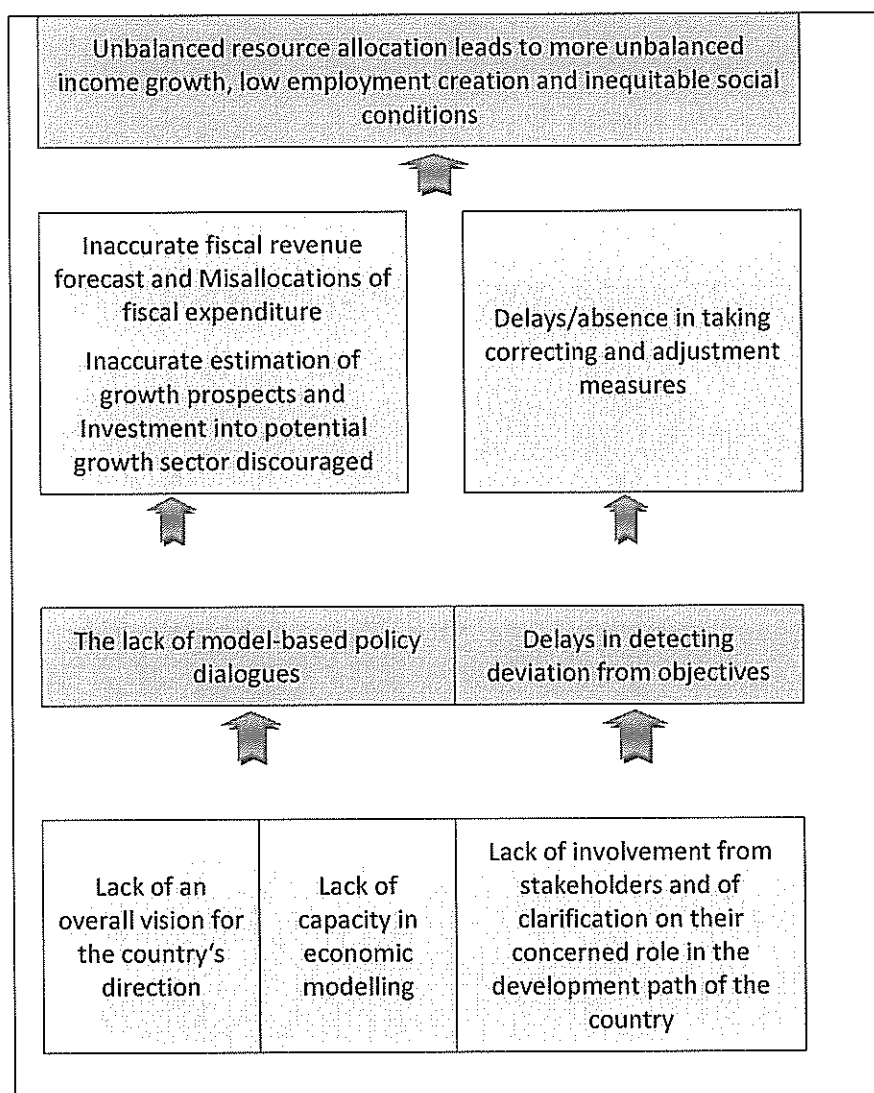 Unbalanced resource allocation leads to more unbalanced
income growth, low employment creation and inequitable social
conditions
Inaccurate fiscal revenue
forecast and Misallocations of
fiscal expenditure
Inaccurate estimation of
growth prospects and
Investment into potential
growth sector discouraged
Delays/absence in taking
correcting and adjustment
measures
The lack of model-based policy
dialogues
Delays in detecting
deviation from objectives
Lack of an
overall vision for
the country's
direction
Lack of
capacity in
economic
modelling
Lack of involvement from
stakeholders and of
clarification on their
concerned role in the
development path of the
country